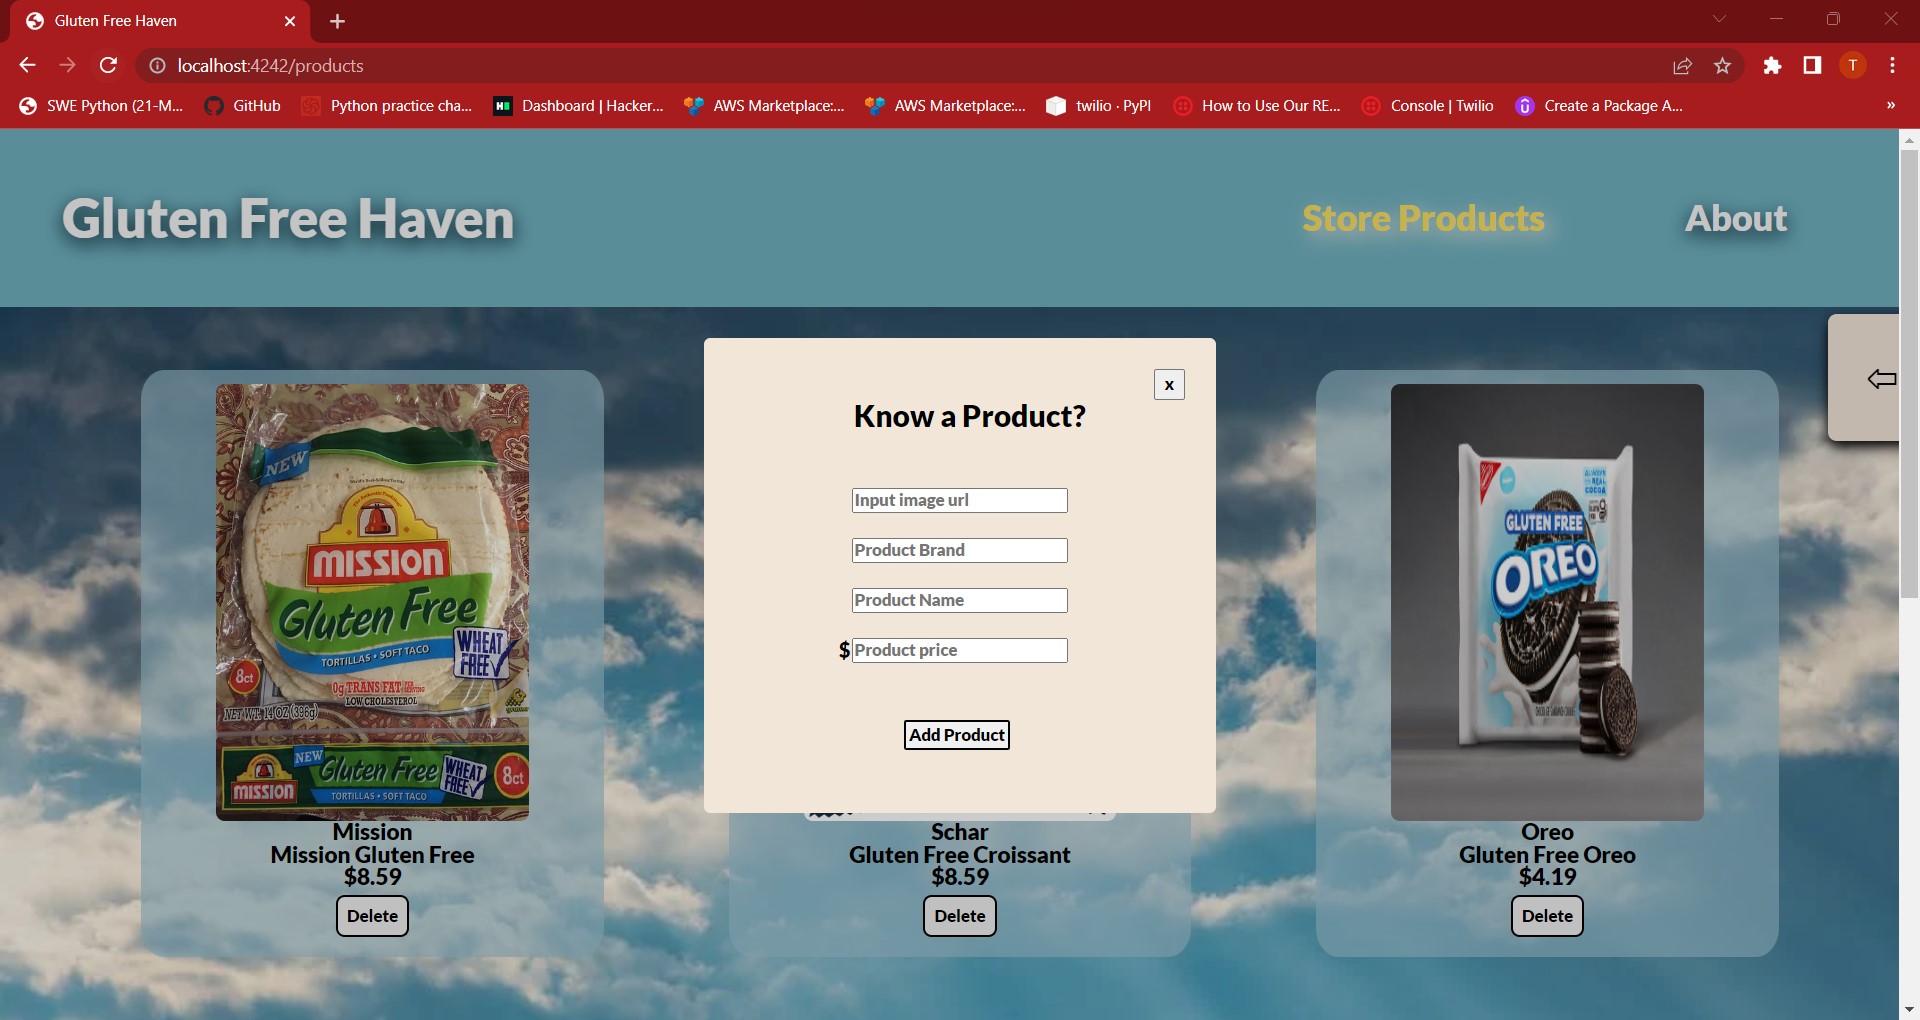 Gluten Free Haven
localhost:4242/products
T
SWE Python (21-M...
GitHub
Python practice cha...
Dashboard | Hacker...
AWS Marketplace:...
AWS Marketplace:...
twilio · PyPI
How to Use Our RE...
Console | Twilio
Create a Package A...
»
Gluten Free Haven
Store Products
About
x
Know a Product?
Input image url
Product Brand
Product Name
$ Product price
Add Product
NEW
MISSION
Gluten Free
TORTILLAS • SOFT TACO
WHEAT
FREE
8ct
0g TRANS FAT PER SERVING
LOW CHOLESTEROL
NET WT. 14 OZ (396g)
NEW
MISSION
Gluten Free
TORTILLAS • SOFT TACO
WHEAT
FREE
8ct
Mission
Mission Gluten Free
$8.59
Delete
Schar
Gluten Free Croissant
$8.59
Delete
ALWAYS
REAL
COCOA
GLUTEN FREE
OREO
Oreo
Gluten Free Oreo
$4.19
Delete